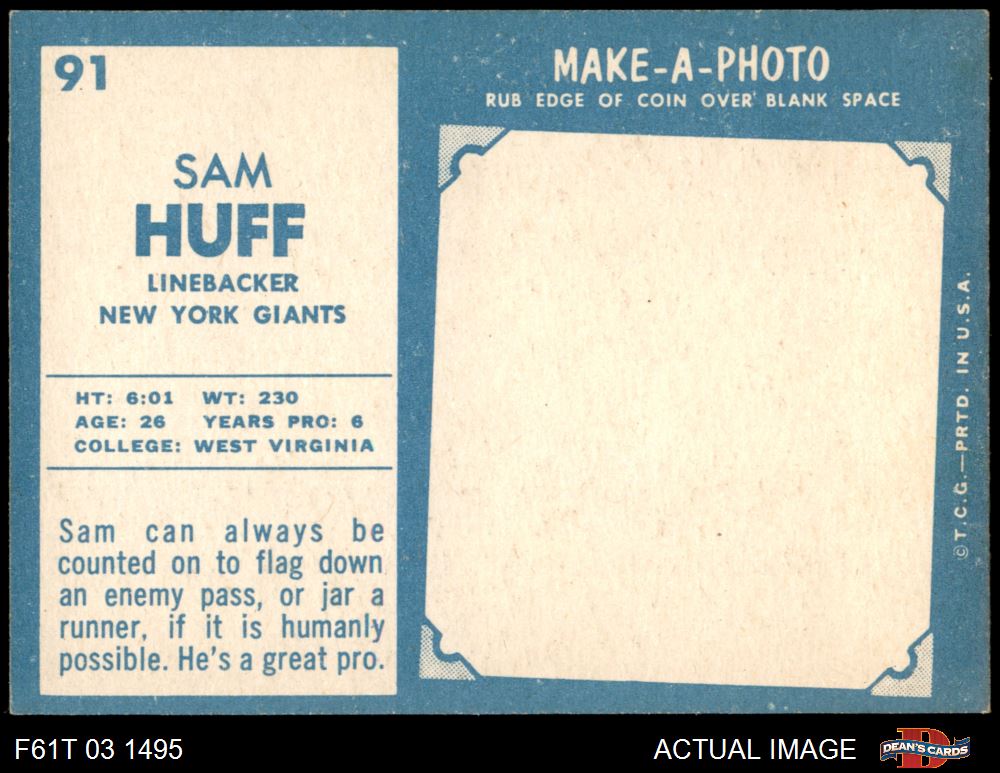 91
SAM
HUFF
LINEBACKER
NEW YORK GIANTS
HT: 6:01 WT: 230
AGE: 26 YEARS PRO: 6
COLLEGE: WEST VIRGINIA
Sam can always be
counted on to flag down
an enemy pass, or jar a
runner, if it is humanly
possible. He's a great pro.
MAKE-A-PHOTO
RUB EDGE OF COIN OVER BLANK SPACE
© T.C.G.—PRTD. IN U.S.A.
F61T 03 1495
ACTUAL IMAGE
DEAN'S CARDS